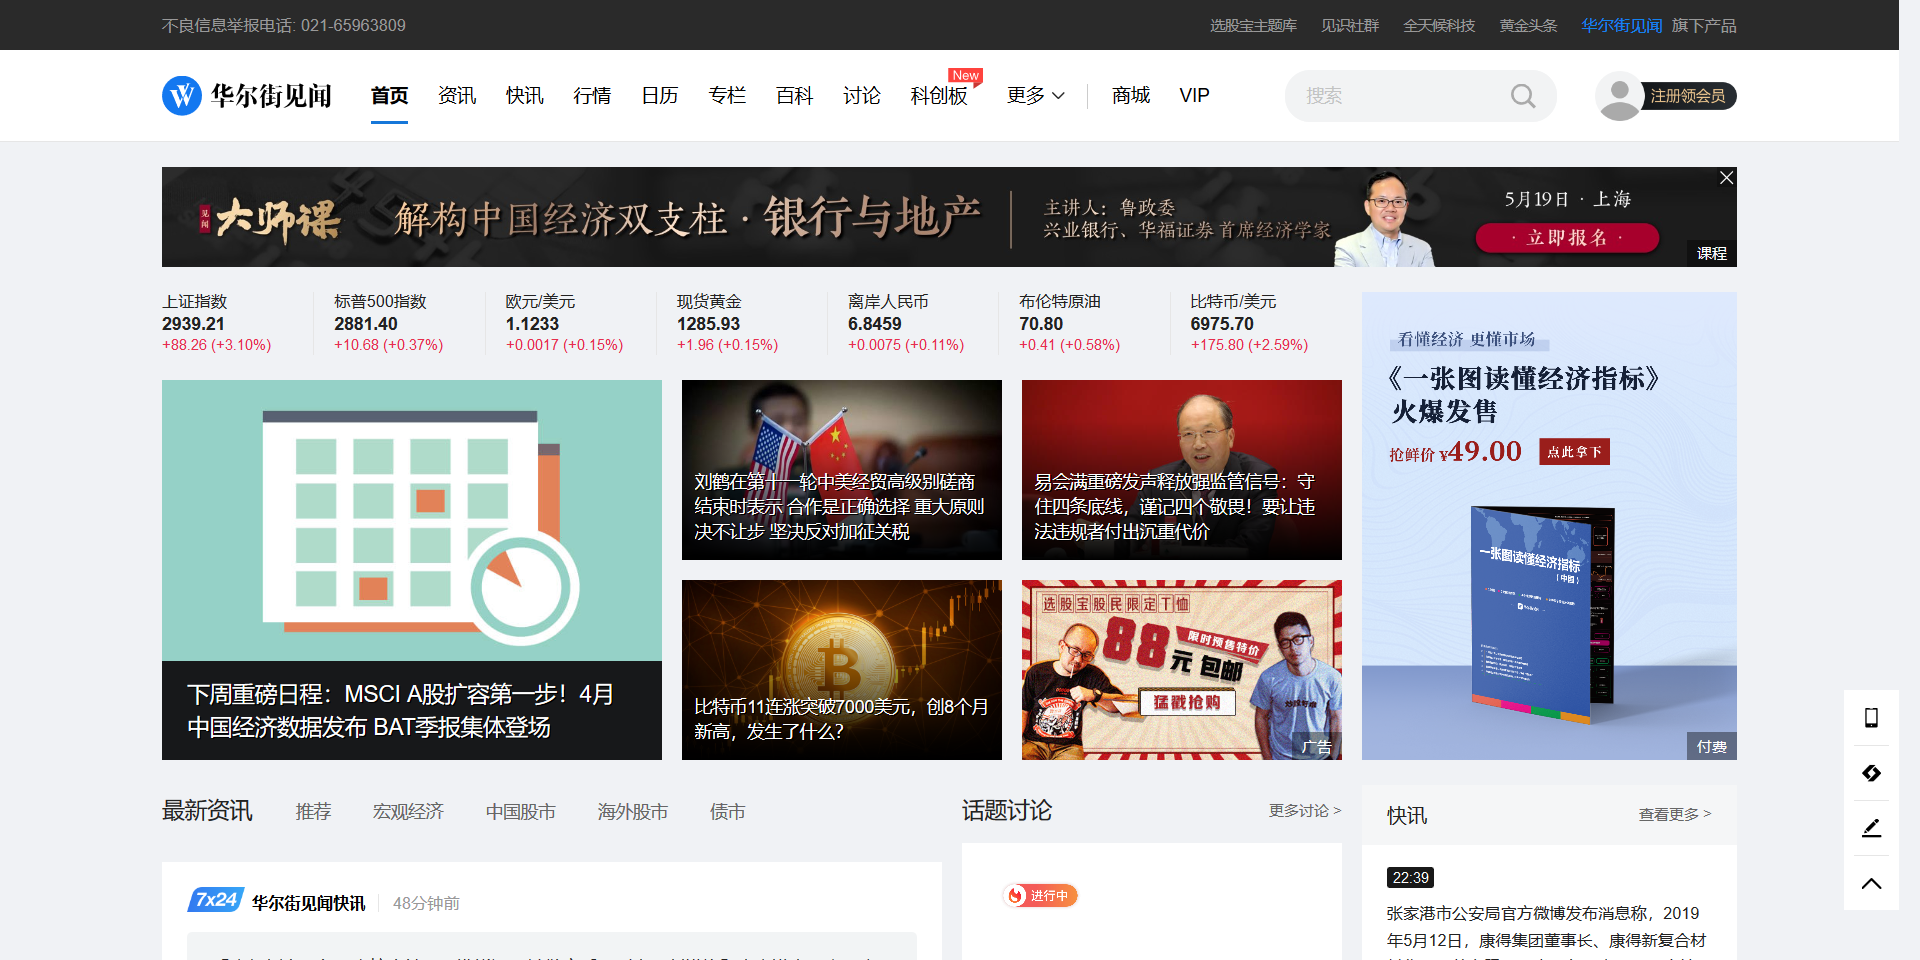 不良信息举报电话: 021-65963809
选股宝主题库 见识社群 全天候科技 黄金头条 华尔街见闻 旗下产品
华尔街见闻
首页 资讯 快讯 行情 日历 专栏 百科 讨论 科创板 New 更多 商城 VIP
搜索
注册领会员
见闻 大师课 解构中国经济双支柱·银行与地产
主讲人：鲁政委
兴业银行、华福证券 首席经济学家
5月19日 · 上海
· 立即报名 ·
课程
上证指数
2939.21
+88.26 (+3.10%)
标普500指数
2881.40
+10.68 (+0.37%)
欧元/美元
1.1233
+0.0017 (+0.15%)
现货黄金
1285.93
+1.96 (+0.15%)
离岸人民币
6.8459
+0.0075 (+0.11%)
布伦特原油
70.80
+0.41 (+0.58%)
比特币/美元
6975.70
+175.80 (+2.59%)
下周重磅日程：MSCI A股扩容第一步！4月
中国经济数据发布 BAT季报集体登场
刘鹤在第十一轮中美经贸高级别磋商
结束时表示 合作是正确选择 重大原则
决不让步 坚决反对加征关税
易会满重磅发声释放强监管信号：守
住四条底线，谨记四个敬畏！要让违
法违规者付出沉重代价
比特币11连涨突破7000美元，创8个月
新高，发生了什么？
选股宝股民限定T恤
88元 包邮
限时预售特价
猛戳抢购
广告
看懂经济 更懂市场
《一张图读懂经济指标》
火爆发售
抢鲜价 ¥49.00 点此拿下
一张图读懂经济指标
（中国）
付费
最新资讯 推荐 宏观经济 中国股市 海外股市 债市
7x24 华尔街见闻快讯 48分钟前
话题讨论 更多讨论 >
进行中
快讯 查看更多 >
22:39
张家港市公安局官方微博发布消息称，2019
年5月12日，康得集团董事长、康得新复合材